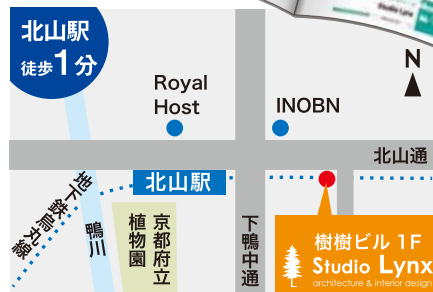 北山駅
徒歩1分
Royal
Host
INOBN
N
北山通
北山駅
地下鉄烏丸線
鴨川
京都府立
植物園
下鴨中通
樹樹ビル 1F
Studio Lynx
architecture & interior design